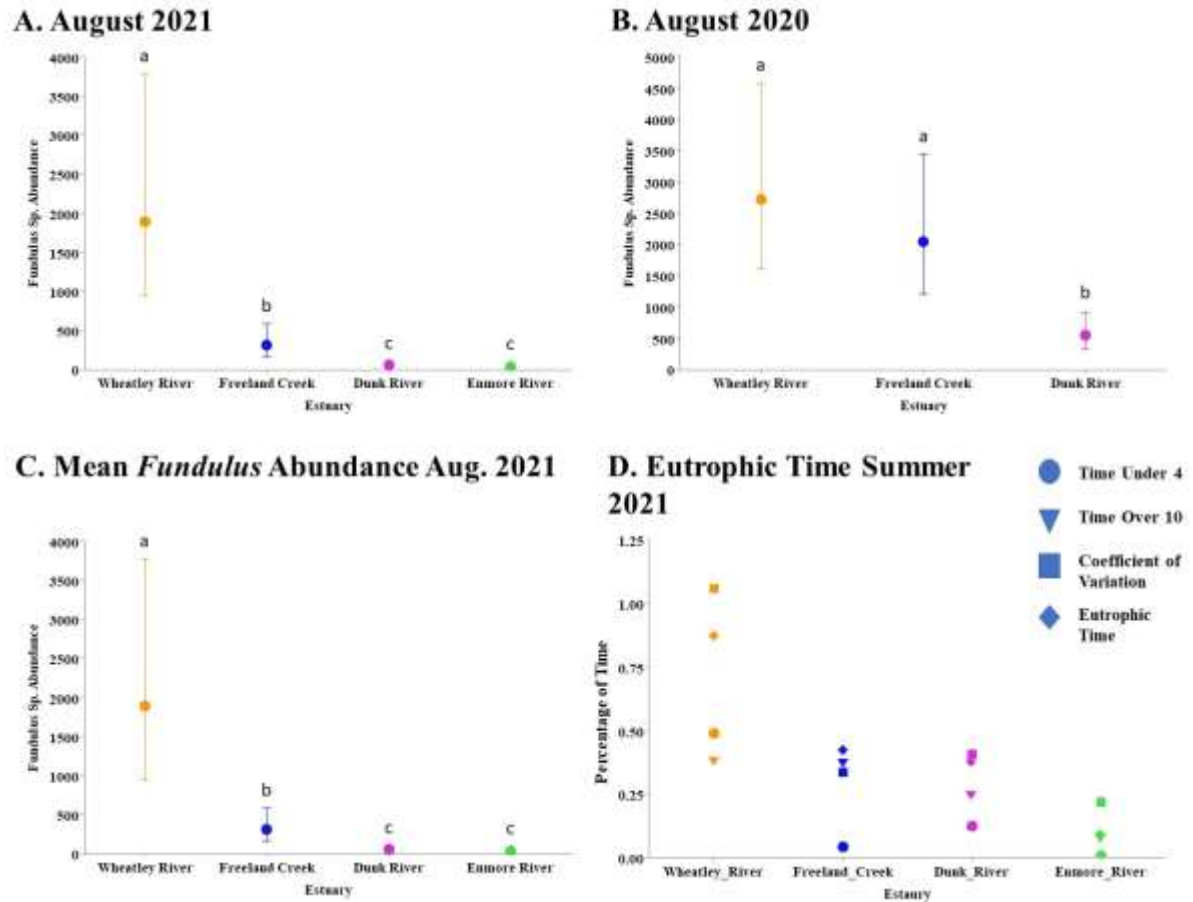 A. August 2021
a
4000
3500
3000
2500
2000
1500
1000
500
0
Fundulus Sp. Abundance
b
c
c
Wheatley River Freeland Creek Dunk River Enmore River
Estuary
B. August 2020
a
a
b
5000
4500
4000
3500
3000
2500
2000
1500
1000
500
0
Fundulus Sp. Abundance
Wheatley River Freeland Creek Dunk River
Estuary
C. Mean Fundulus Abundance Aug. 2021
a
4000
3500
3000
2500
2000
1500
1000
500
0
Fundulus Sp. Abundance
b
c
c
Wheatley River Freeland Creek Dunk River Enmore River
Estuary
D. Eutrophic Time Summer
2021
Time Under 4
Time Over 10
Coefficient of
Variation
Eutrophic
Time
1.25
1.00
0.75
0.50
0.25
0.00
Percentage of Time
Wheatley_River Freeland_Creek Dunk_River Enmore_River
Estaury